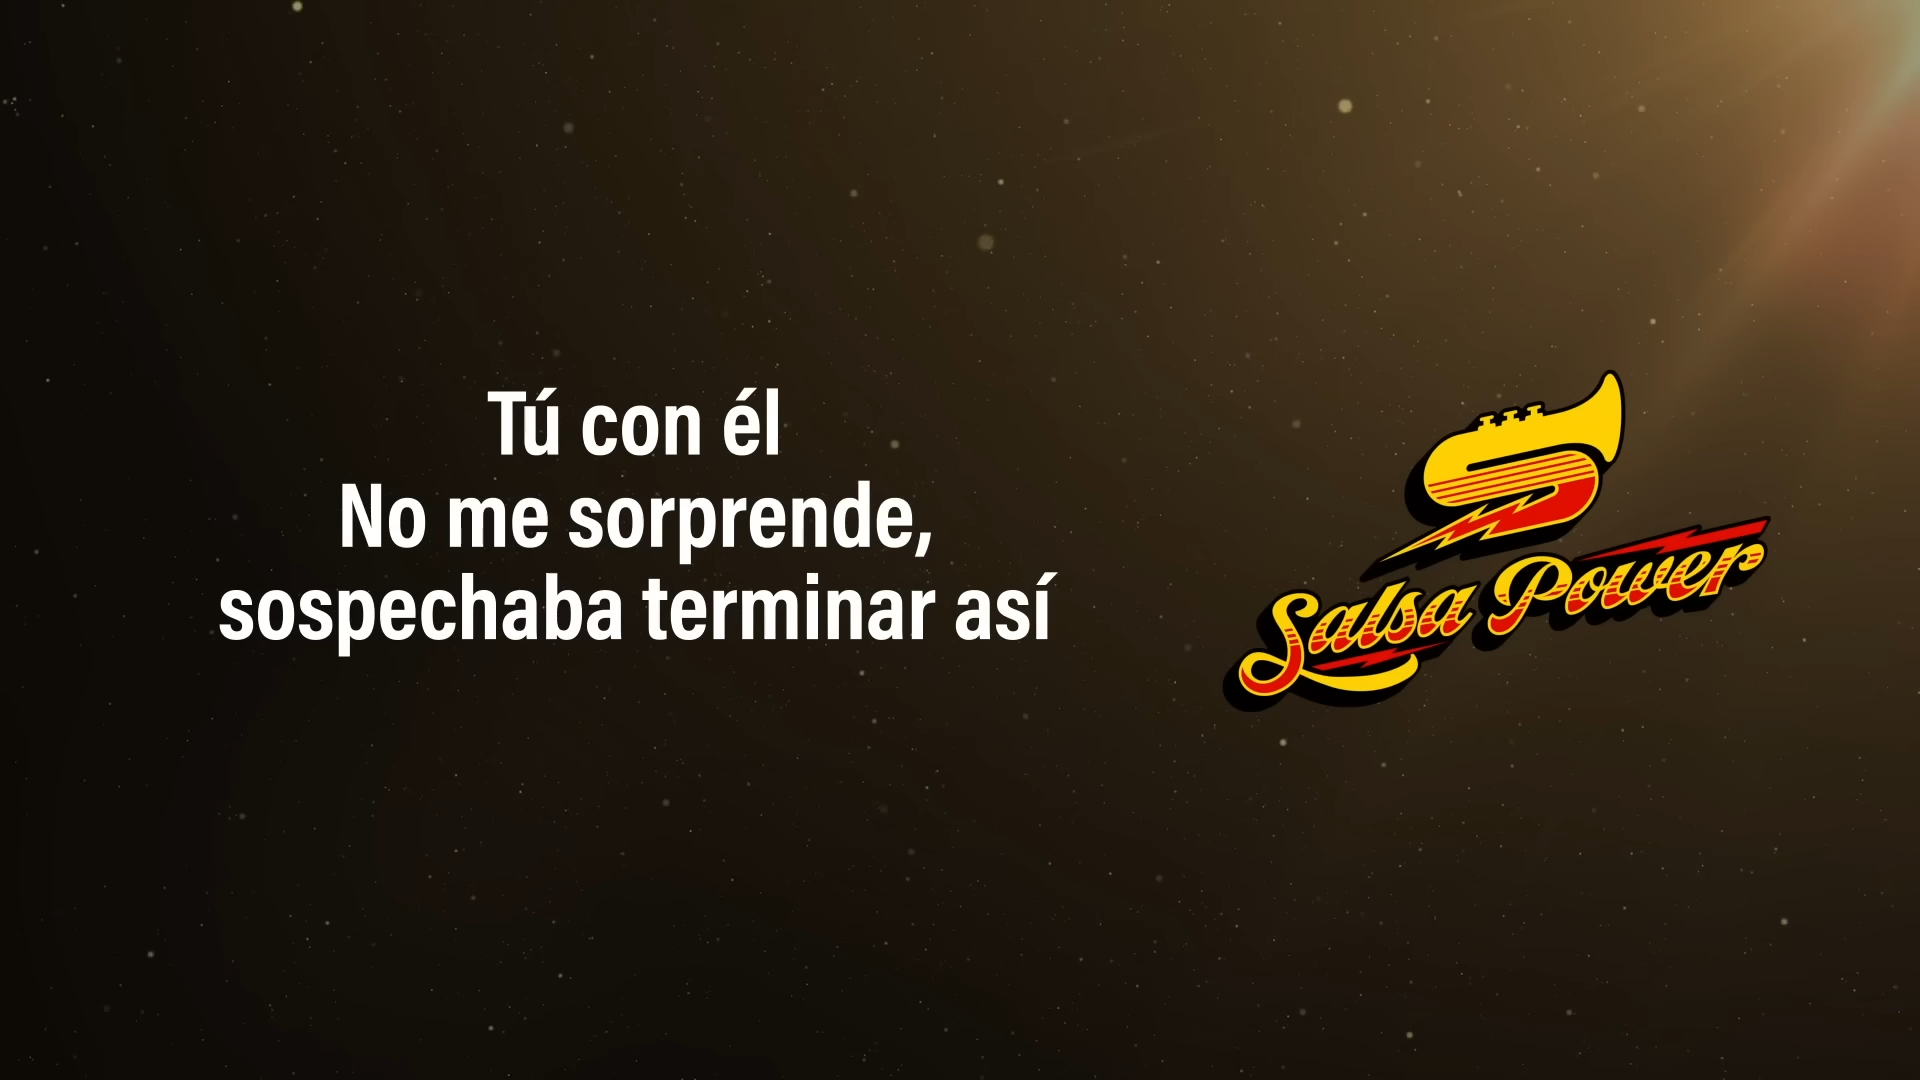 Tú con él
No me sorprende,
sospechaba terminar así
Salsa Power